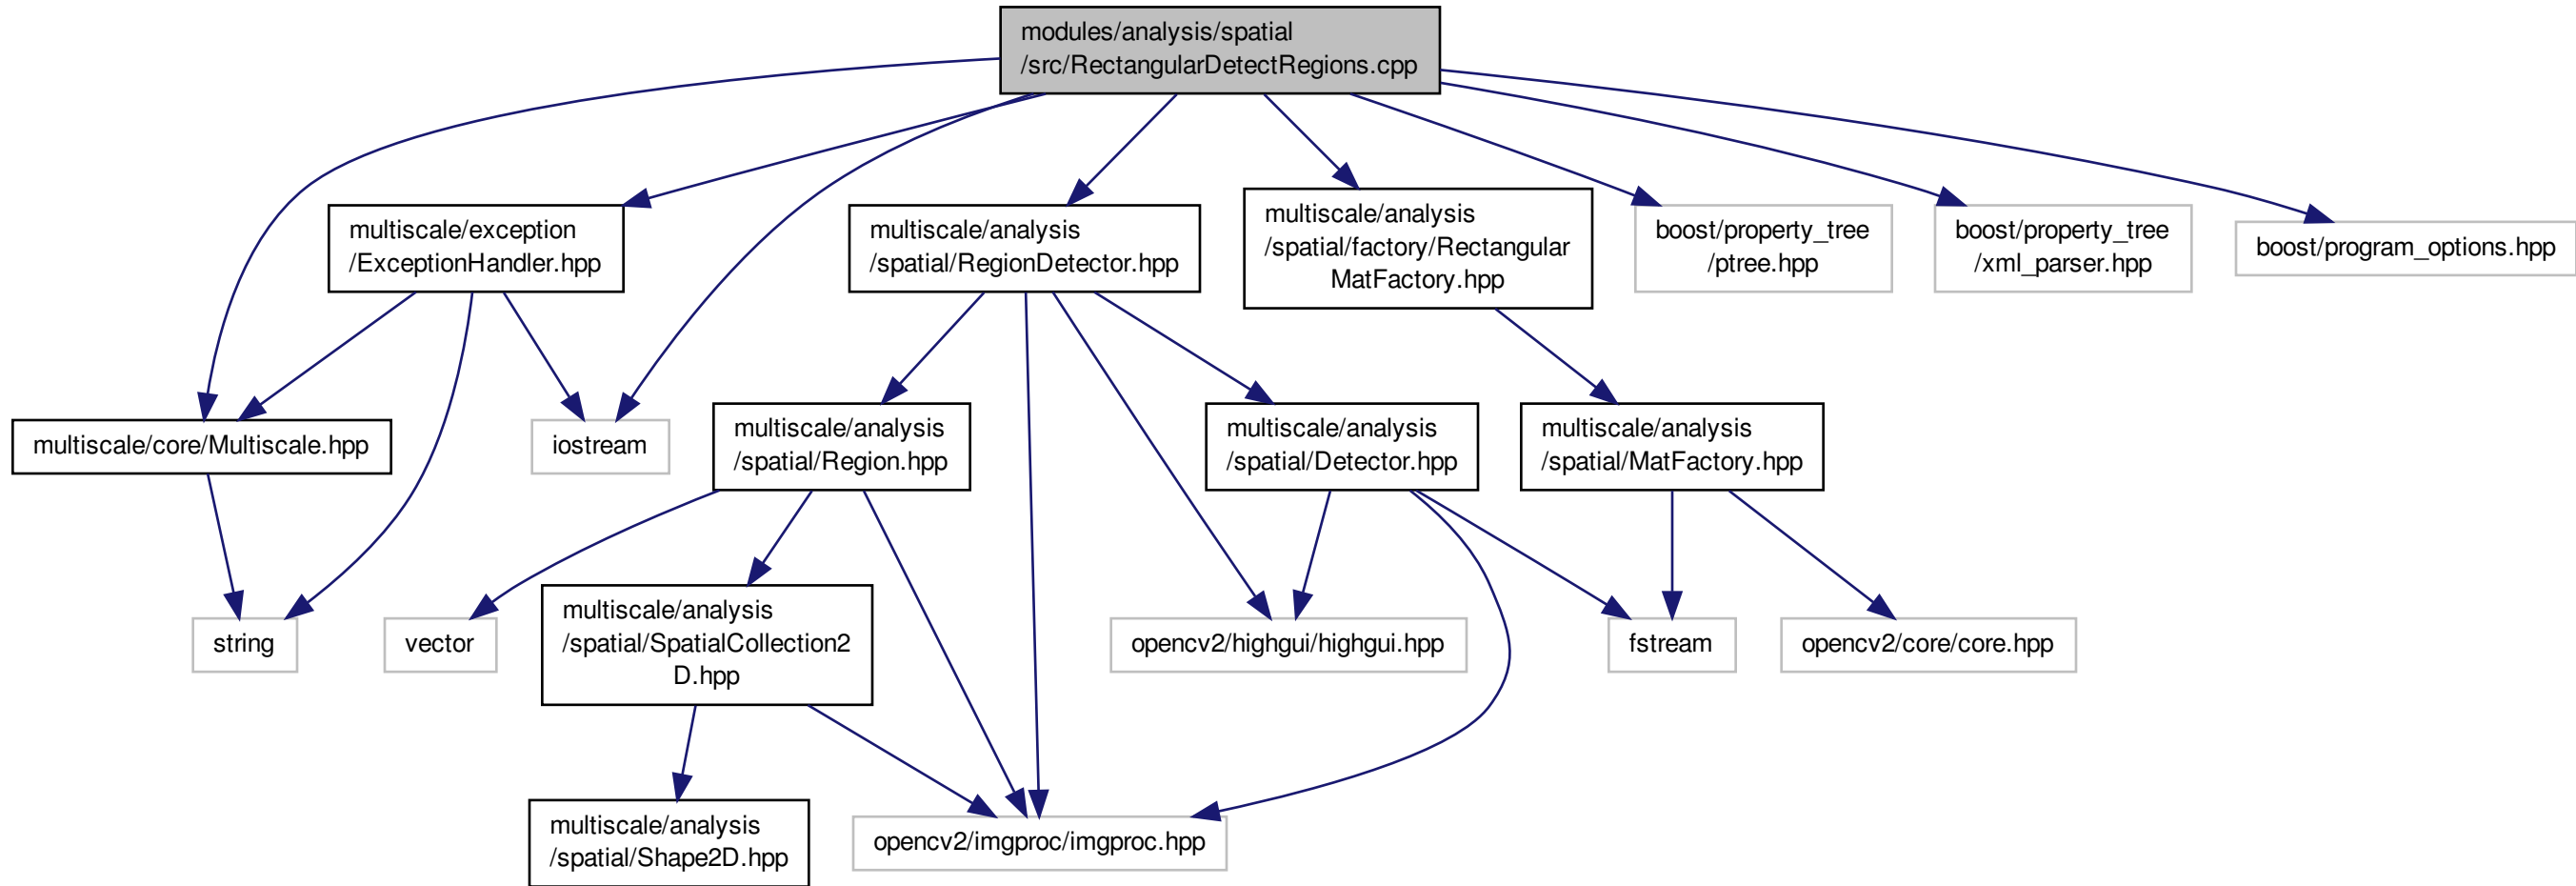 modules/analysis/spatial
/src/RectangularDetectRegions.cpp
multiscale/exception
/ExceptionHandler.hpp
multiscale/analysis
/spatial/RegionDetector.hpp
multiscale/analysis
/spatial/factory/Rectangular
MatFactory.hpp
boost/property_tree
/ptree.hpp
boost/property_tree
/xml_parser.hpp
boost/program_options.hpp
multiscale/core/Multiscale.hpp
iostream
multiscale/analysis
/spatial/Region.hpp
multiscale/analysis
/spatial/Detector.hpp
multiscale/analysis
/spatial/MatFactory.hpp
string
vector
multiscale/analysis
/spatial/SpatialCollection2
D.hpp
opencv2/highgui/highgui.hpp
fstream
opencv2/core/core.hpp
multiscale/analysis
/spatial/Shape2D.hpp
opencv2/imgproc/imgproc.hpp